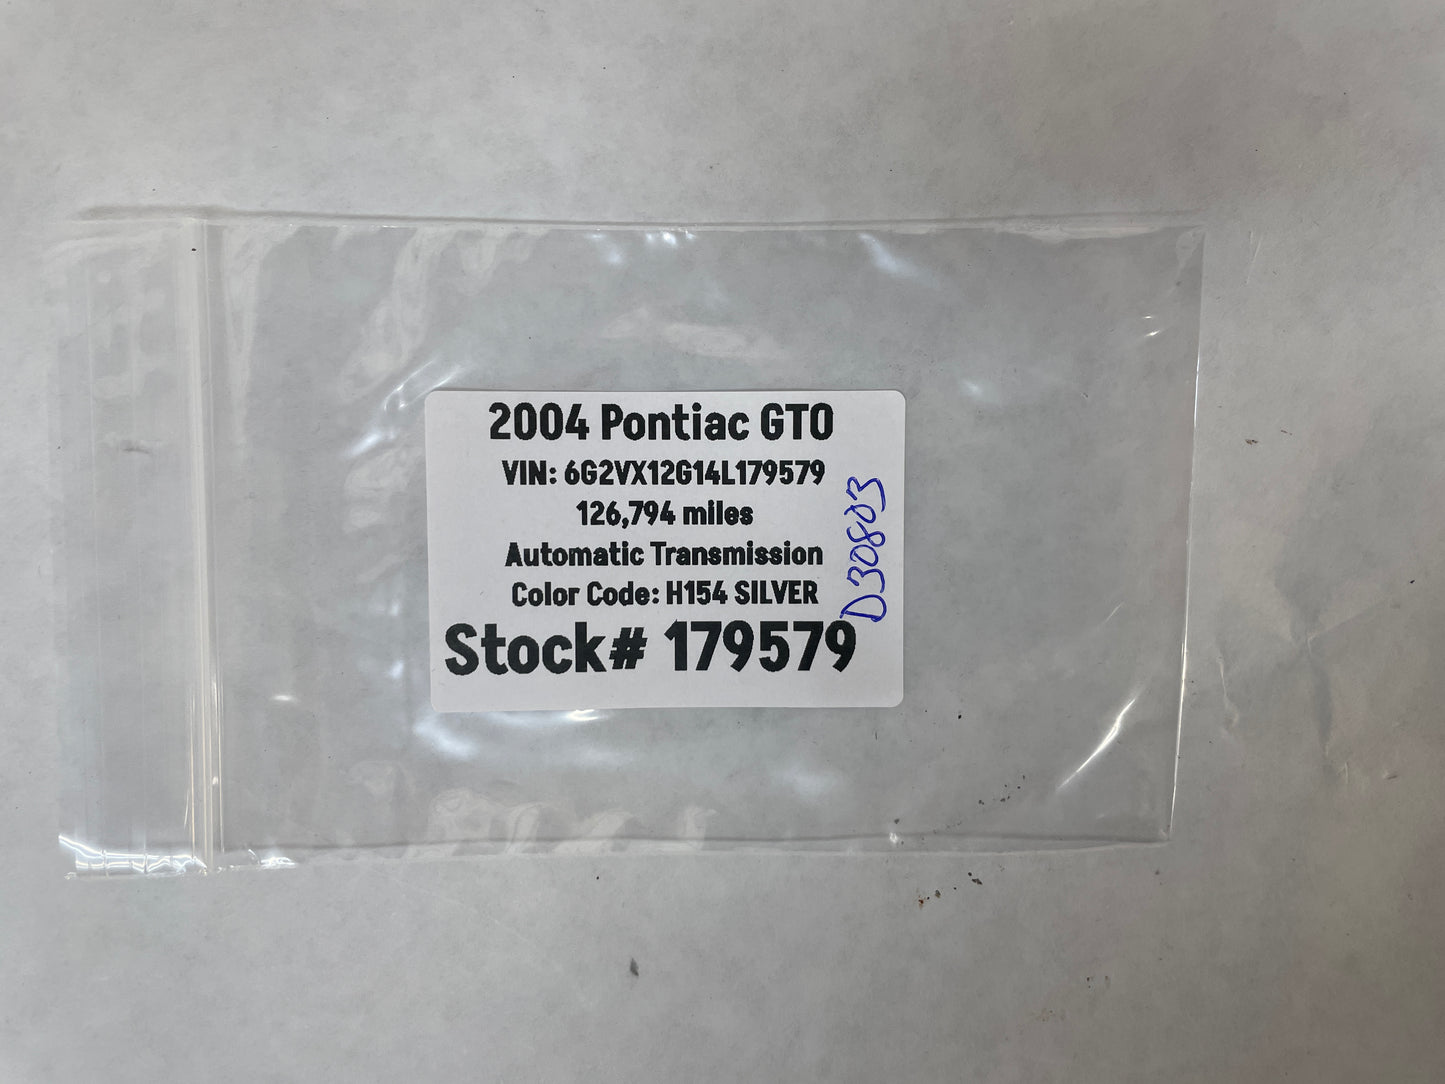 2004 Pontiac GTO
VIN: 6G2VX12G14L179579
126,794 miles
Automatic Transmission
Color Code: H154 SILVER
Stock# 179579
D30803